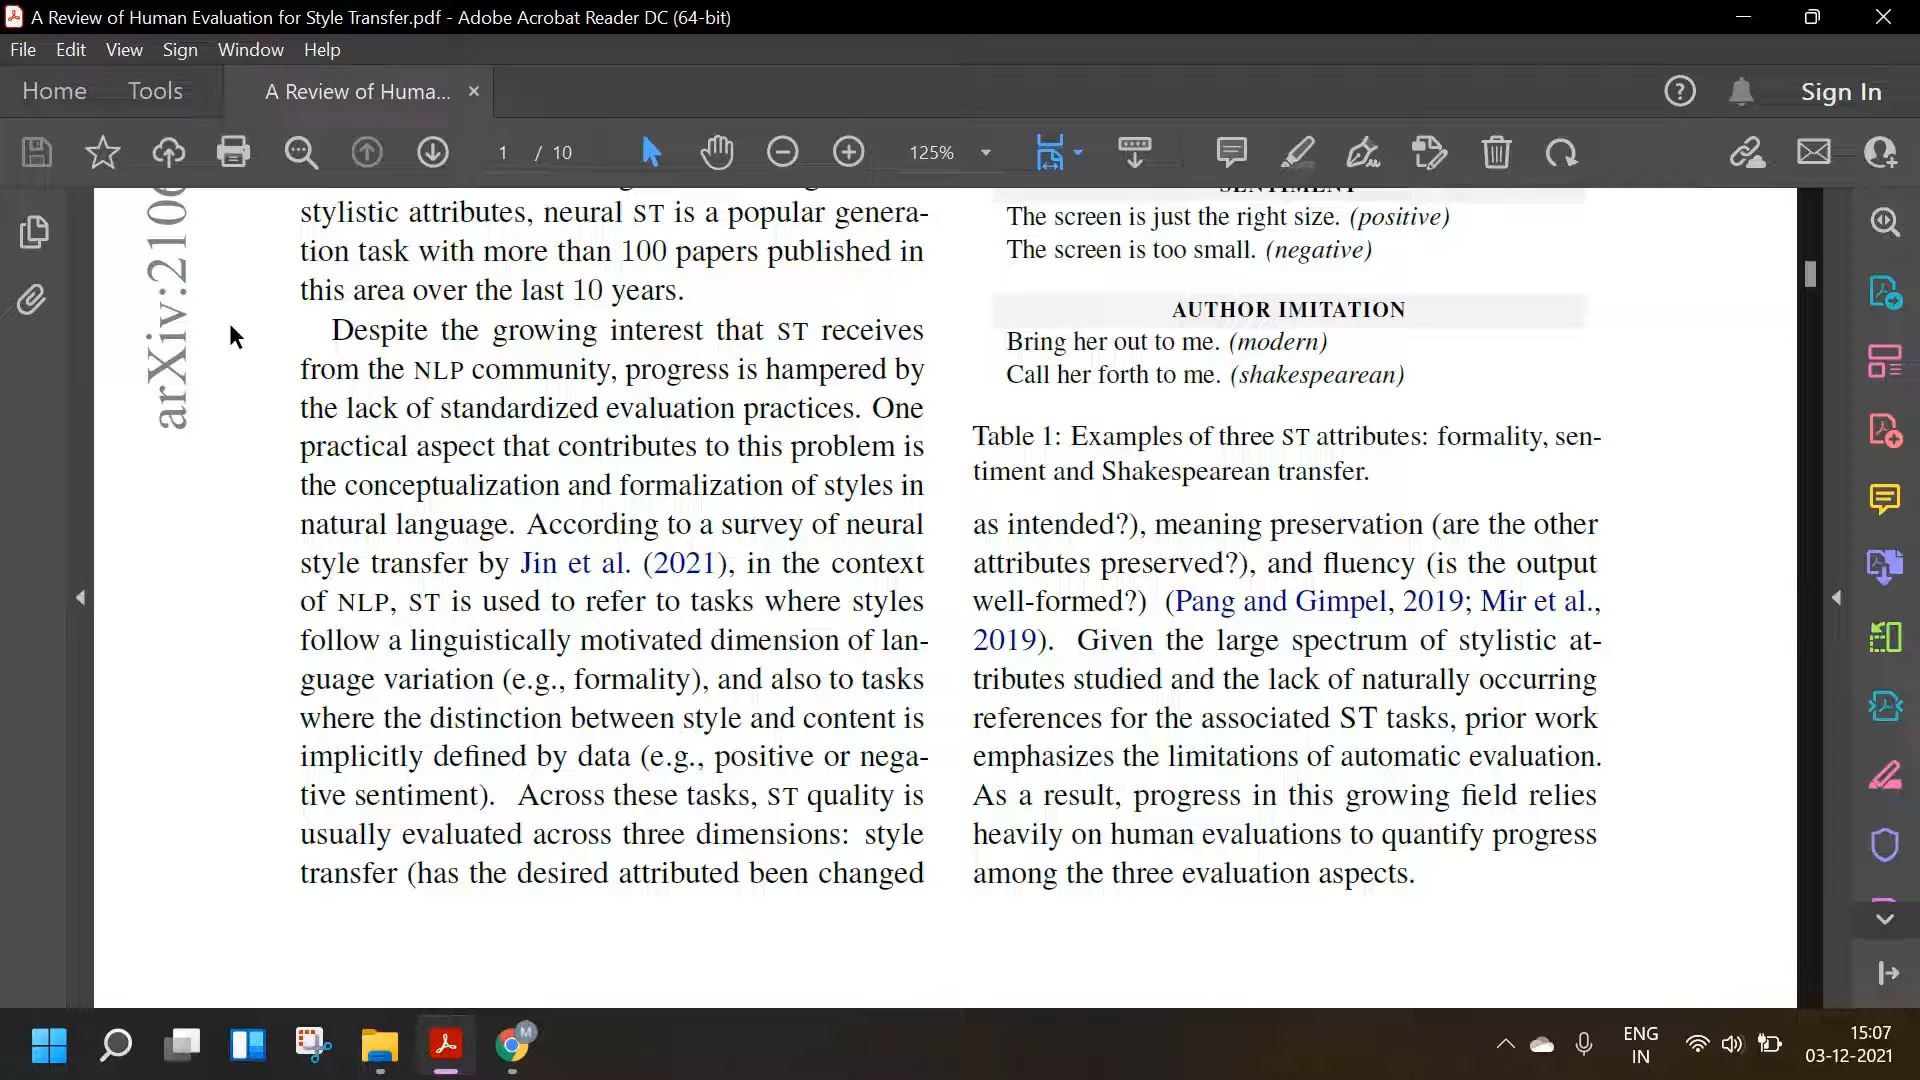 A Review of Human Evaluation for Style Transfer.pdf - Adobe Acrobat Reader DC (64-bit)
File Edit View Sign Window Help
Home Tools A Review of Huma... × Sign In
1 / 10 125%
arXiv:2106
stylistic attributes, neural ST is a popular genera-
tion task with more than 100 papers published in
this area over the last 10 years.
Despite the growing interest that ST receives
from the NLP community, progress is hampered by
the lack of standardized evaluation practices. One
practical aspect that contributes to this problem is
the conceptualization and formalization of styles in
natural language. According to a survey of neural
style transfer by Jin et al. (2021), in the context
of NLP, ST is used to refer to tasks where styles
follow a linguistically motivated dimension of lan-
guage variation (e.g., formality), and also to tasks
where the distinction between style and content is
implicitly defined by data (e.g., positive or nega-
tive sentiment). Across these tasks, ST quality is
usually evaluated across three dimensions: style
transfer (has the desired attributed been changed
SENTIMENT
The screen is just the right size. (positive)
The screen is too small. (negative)
AUTHOR IMITATION
Bring her out to me. (modern)
Call her forth to me. (shakespearean)
Table 1: Examples of three ST attributes: formality, sen-
timent and Shakespearean transfer.
as intended?), meaning preservation (are the other
attributes preserved?), and fluency (is the output
well-formed?) (Pang and Gimpel, 2019; Mir et al.,
2019). Given the large spectrum of stylistic at-
tributes studied and the lack of naturally occurring
references for the associated ST tasks, prior work
emphasizes the limitations of automatic evaluation.
As a result, progress in this growing field relies
heavily on human evaluations to quantify progress
among the three evaluation aspects.
M
ENG
IN
15:07
03-12-2021